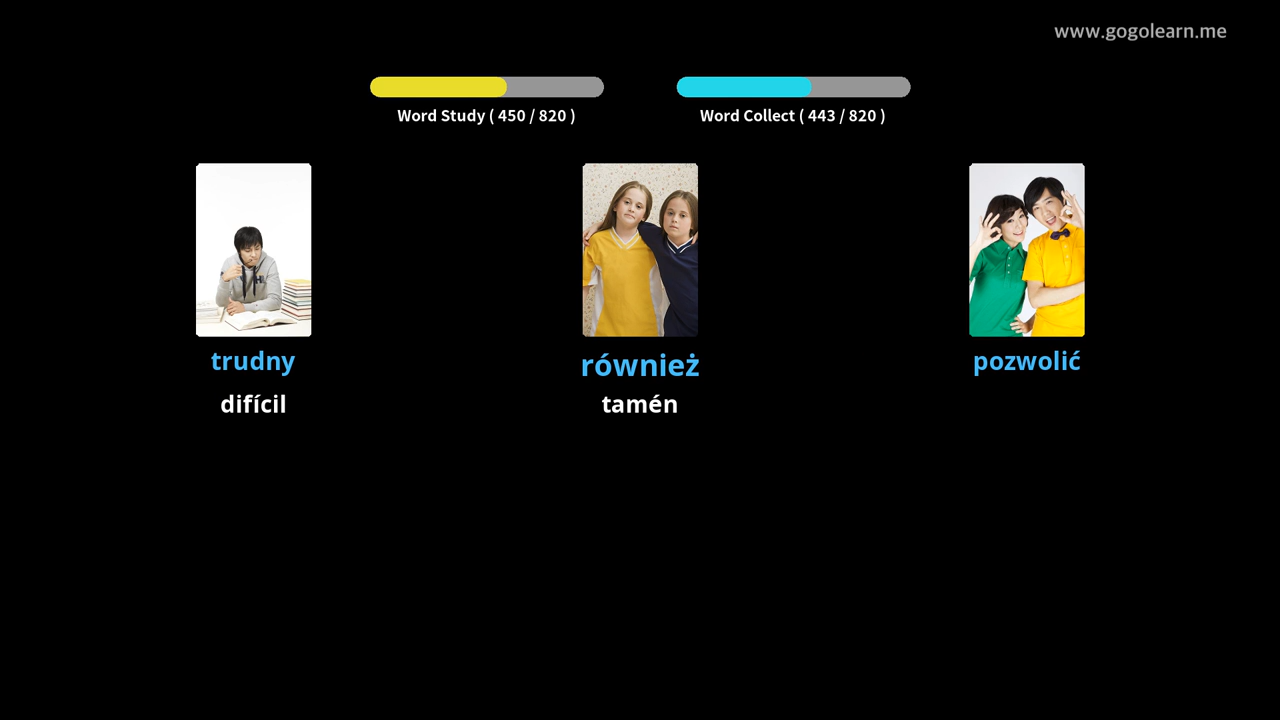 www.gogolearn.me
Word Study ( 450 / 820 )
Word Collect ( 443 / 820 )
trudny
również
pozwolić
difícil
tamén